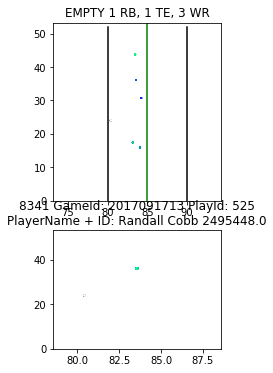 EMPTY 1 RB, 1 TE, 3 WR
50
40
30
20
10
0
75 80 85 90
8341 GameId: 2017091713 PlayId: 525
PlayerName + ID: Randall Cobb 2495448.0
40
20
0
80.0 82.5 85.0 87.5